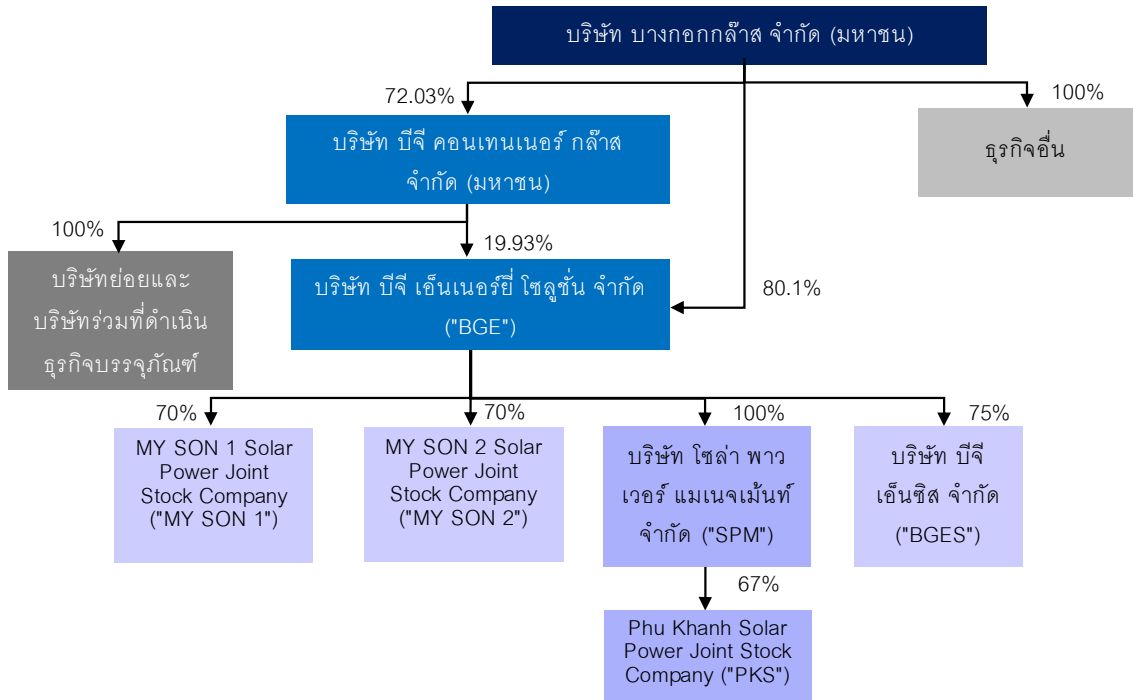 บริษัท บางกอกกล๊าส จำกัด (มหาชน)
72.03%
100%
บริษัท บีจี คอนเทนเนอร์ กล๊าส
จำกัด (มหาชน)
ธุรกิจอื่น
100%
19.93%
80.1%
บริษัทย่อยและ
บริษัทร่วมที่ดำเนิน
ธุรกิจบรรจุภัณฑ์
บริษัท บีจี เอ็นเนอร์ยี่ โซลูชั่น จำกัด
("BGE")
70%
70%
100%
75%
MY SON 1 Solar
Power Joint
Stock Company
("MY SON 1")
MY SON 2 Solar
Power Joint
Stock Company
("MY SON 2")
บริษัท โซล่า พาว
เวอร์ แมเนจเม้นท์
จำกัด ("SPM")
บริษัท บีจี
เอ็นซิส จำกัด
("BGES")
67%
Phu Khanh Solar
Power Joint Stock
Company ("PKS")